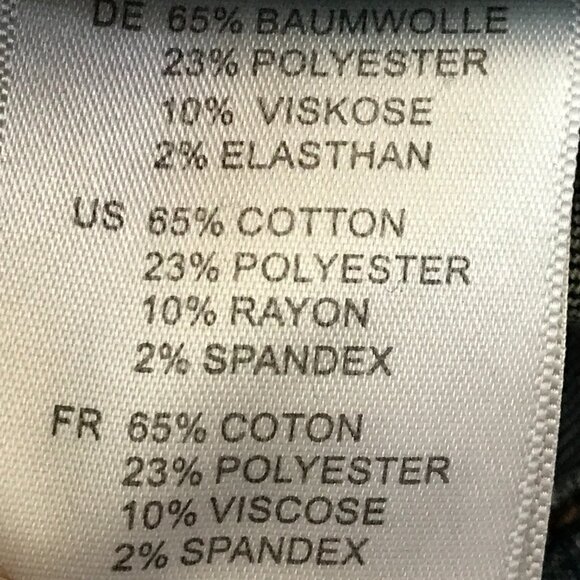 DE 65% BAUMWOLLE
23% POLYESTER
10% VISKOSE
2% ELASTHAN
US 65% COTTON
23% POLYESTER
10% RAYON
2% SPANDEX
FR 65% COTON
23% POLYESTER
10% VISCOSE
2% SPANDEX